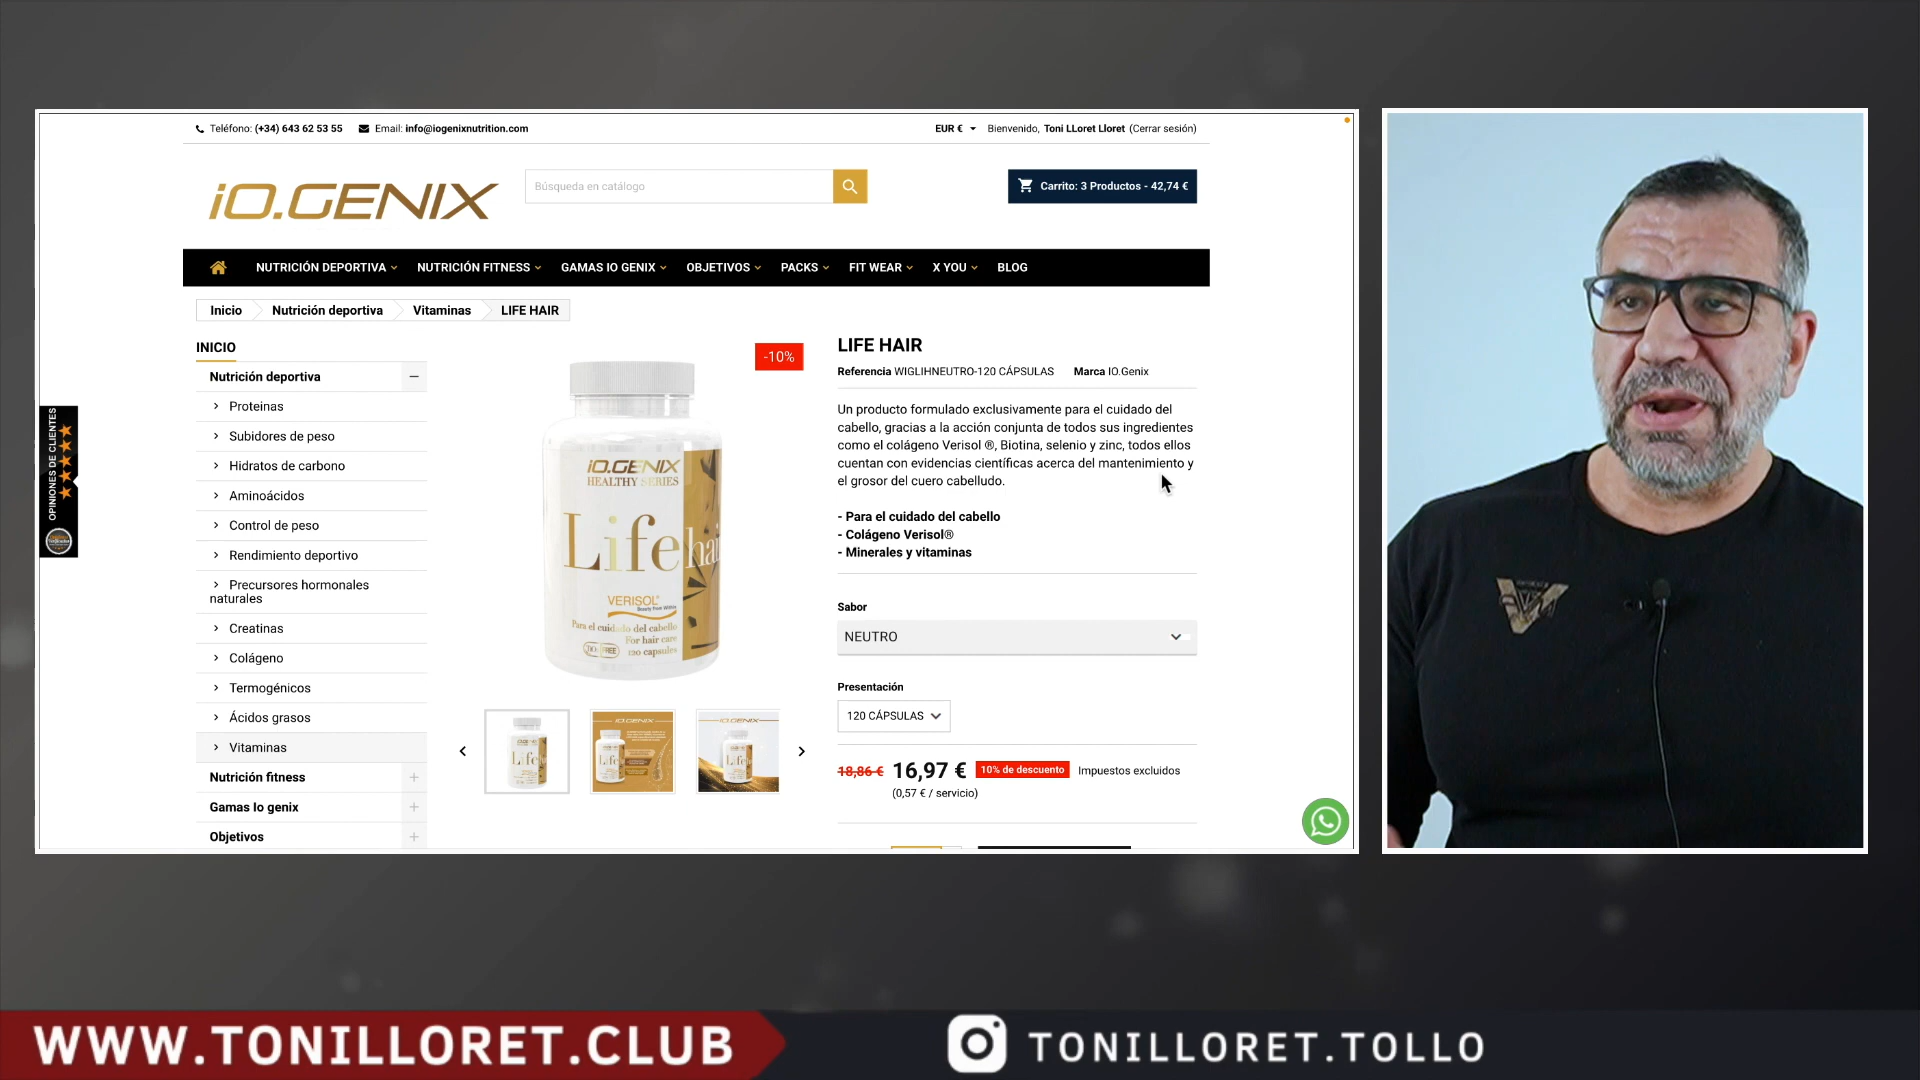 Teléfono: (+34) 643 62 53 55
Email: info@iogenixnutrition.com
EUR €
Bienvenido, Toni LLoret Lloret (Cerrar sesión)
iO.GENIX
Búsqueda en catálogo
Carrito: 3 Productos - 42,74 €
NUTRICIÓN DEPORTIVA
NUTRICIÓN FITNESS
GAMAS IO GENIX
OBJETIVOS
PACKS
FIT WEAR
X YOU
BLOG
Inicio
Nutrición deportiva
Vitaminas
LIFE HAIR
INICIO
Nutrición deportiva
Proteinas
Subidores de peso
Hidratos de carbono
Aminoácidos
Control de peso
Rendimiento deportivo
Precursores hormonales
naturales
Creatinas
Colágeno
Termogénicos
Ácidos grasos
Vitaminas
Nutrición fitness
Gamas Io genix
Objetivos
OPINIONES DE CLIENTES
-10%
iO.GENIX
HEALTHY SERIES
Life hai
VERISOL®
Beauty from Within
Para el cuidado del cabello
For hair care
120 capsules
LIFE HAIR
Referencia WIGLIHNEUTRO-120 CÁPSULAS
Marca IO.Genix
Un producto formulado exclusivamente para el cuidado del
cabello, gracias a la acción conjunta de todos sus ingredientes
como el colágeno Verisol ®, Biotina, selenio y zinc, todos ellos
cuentan con evidencias científicas acerca del mantenimiento y
el grosor del cuero cabelludo.
- Para el cuidado del cabello
- Colágeno Verisol®
- Minerales y vitaminas
Sabor
NEUTRO
Presentación
120 CÁPSULAS
18,86 € 16,97 € 10% de descuento Impuestos excluidos
(0,57 € / servicio)
WWW.TONILLORET.CLUB
TONILLORET.TOLLO